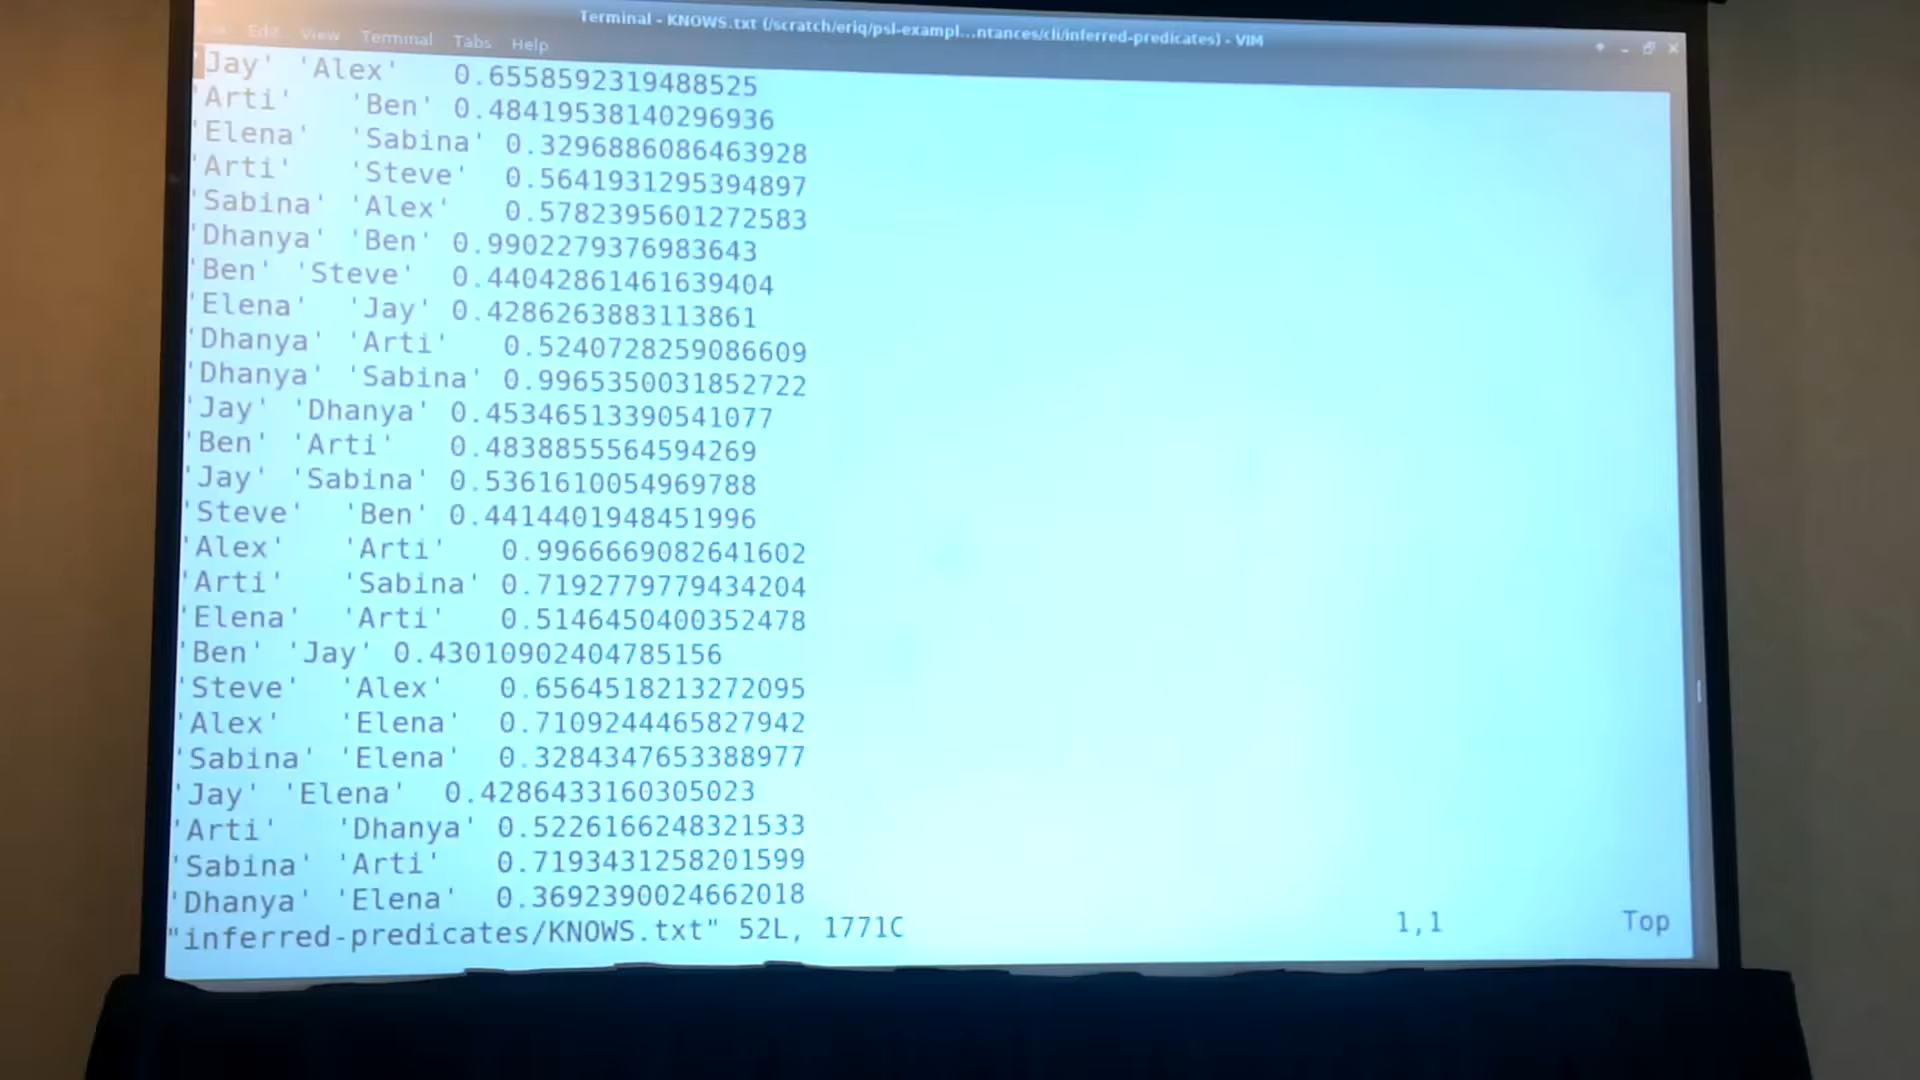 Terminal - KNOWS.txt (/scratch/eriq/psl-exampl...ntances/cli/inferred-predicates) - VIM
Edit View Terminal Tabs Help
'Jay' 'Alex' 0.6558592319488525
'Arti' 'Ben' 0.48419538140296936
'Elena' 'Sabina' 0.3296886086463928
'Arti' 'Steve' 0.5641931295394897
'Sabina' 'Alex' 0.5782395601272583
'Dhanya' 'Ben' 0.9902279376983643
'Ben' 'Steve' 0.44042861461639404
'Elena' 'Jay' 0.4286263883113861
'Dhanya' 'Arti' 0.5240728259086609
'Dhanya' 'Sabina' 0.9965350031852722
'Jay' 'Dhanya' 0.45346513390541077
'Ben' 'Arti' 0.4838855564594269
'Jay' 'Sabina' 0.5361610054969788
'Steve' 'Ben' 0.4414401948451996
'Alex' 'Arti' 0.9966669082641602
'Arti' 'Sabina' 0.7192779779434204
'Elena' 'Arti' 0.5146450400352478
'Ben' 'Jay' 0.43010902404785156
'Steve' 'Alex' 0.6564518213272095
'Alex' 'Elena' 0.7109244465827942
'Sabina' 'Elena' 0.3284347653388977
'Jay' 'Elena' 0.4286433160305023
'Arti' 'Dhanya' 0.5226166248321533
'Sabina' 'Arti' 0.7193431258201599
'Dhanya' 'Elena' 0.3692390024662018
"inferred-predicates/KNOWS.txt" 52L, 1771C 1,1 Top